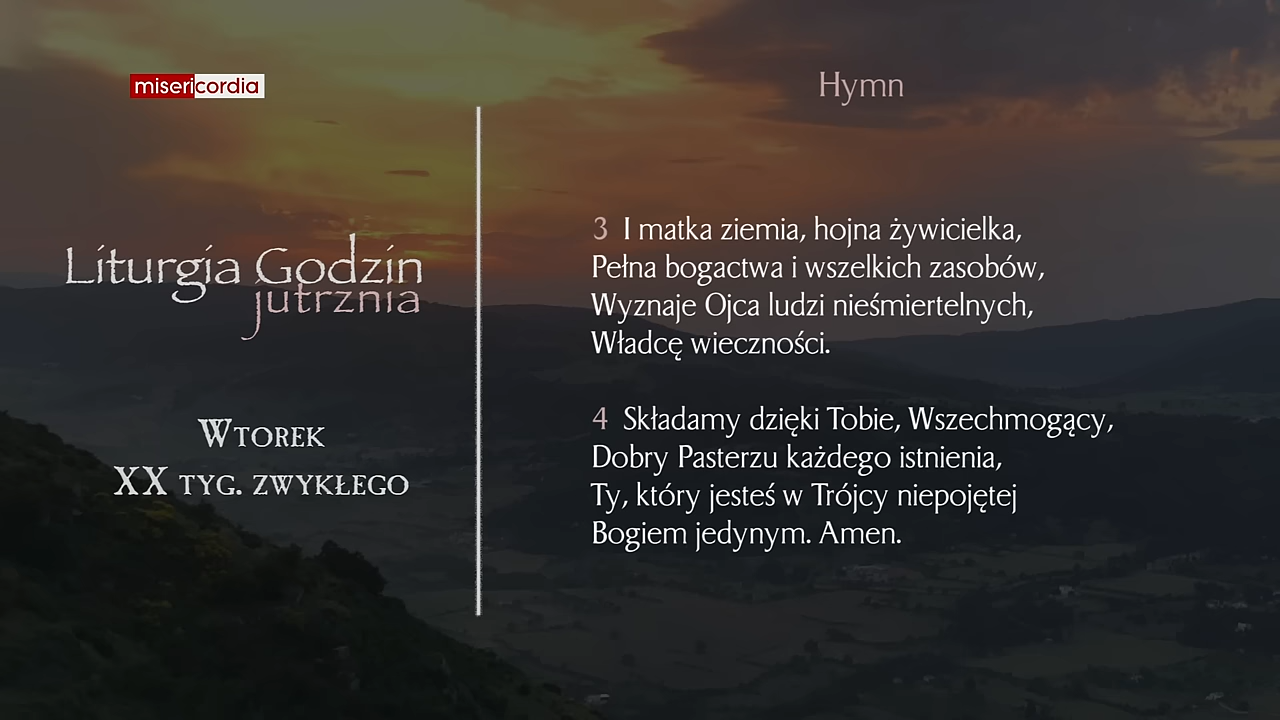 misericordia
Liturgia Godzin
jutrznia
Wtorek
XX tyg. zwykłego
Hymn
3 I matka ziemia, hojna żywicielka,
Pełna bogactwa i wszelkich zasobów,
Wyznaje Ojca ludzi nieśmiertelnych,
Władcę wieczności.
4 Składamy dzięki Tobie, Wszechmogący,
Dobry Pasterzu każdego istnienia,
Ty, który jesteś w Trójcy niepojętej
Bogiem jedynym. Amen.